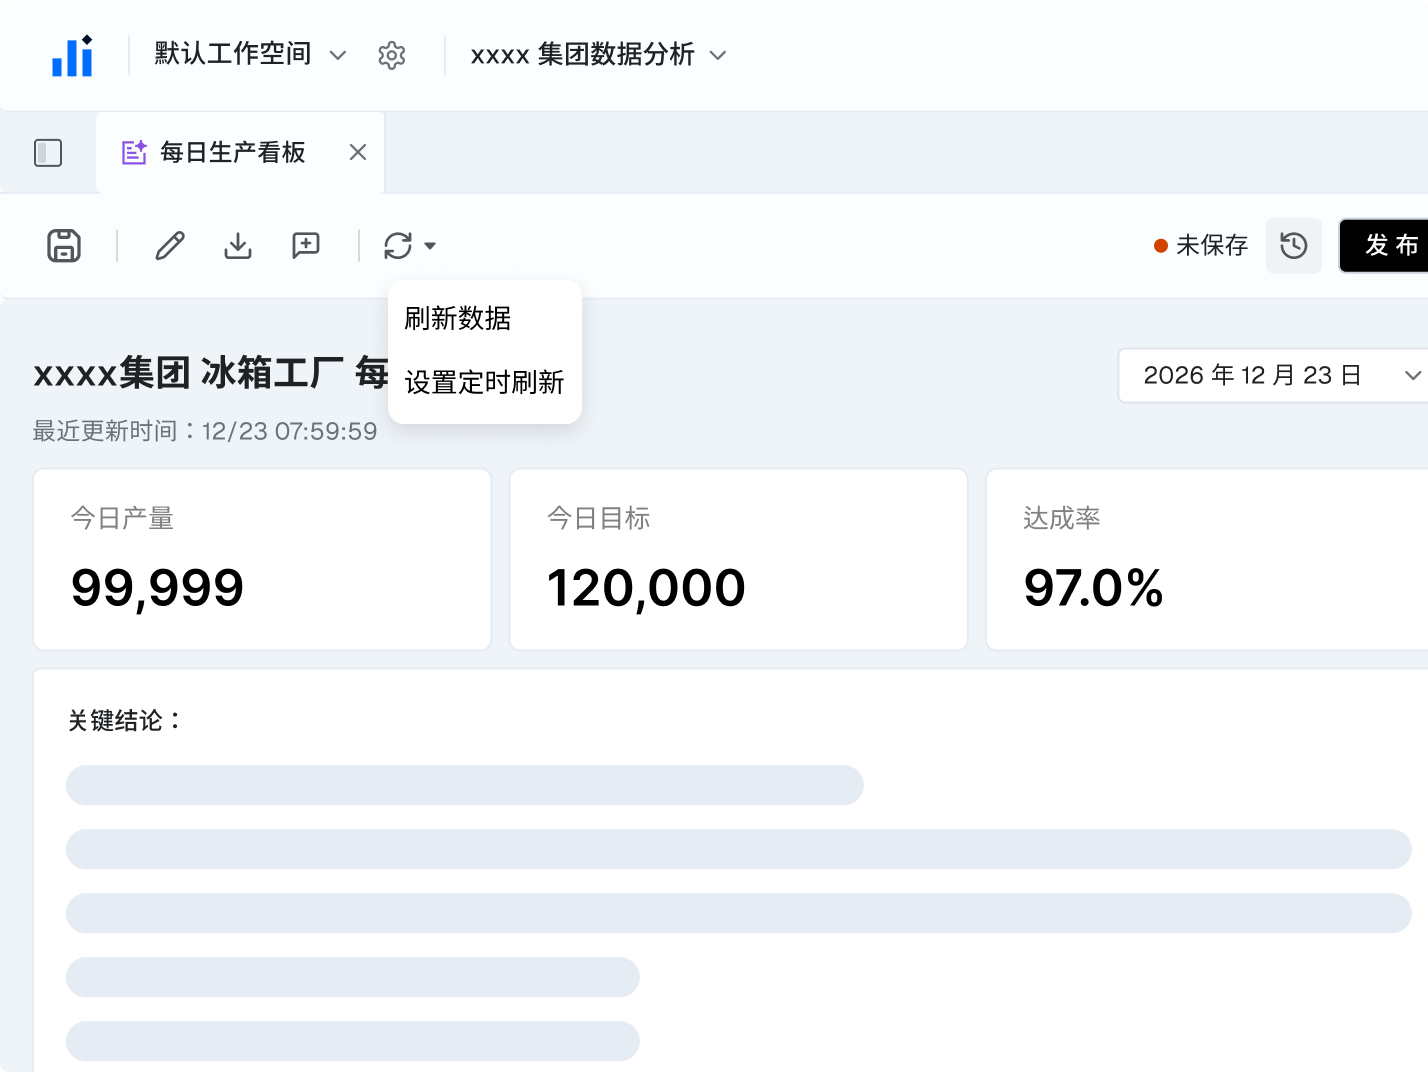 默认工作空间
xxxx 集团数据分析
每日生产看板
未保存
发 布
刷新数据
设置定时刷新
xxxx集团 冰箱工厂 每
2026 年 12 月 23 日
最近更新时间：12/23 07:59:59
今日产量
99,999
今日目标
120,000
达成率
97.0%
关键结论：